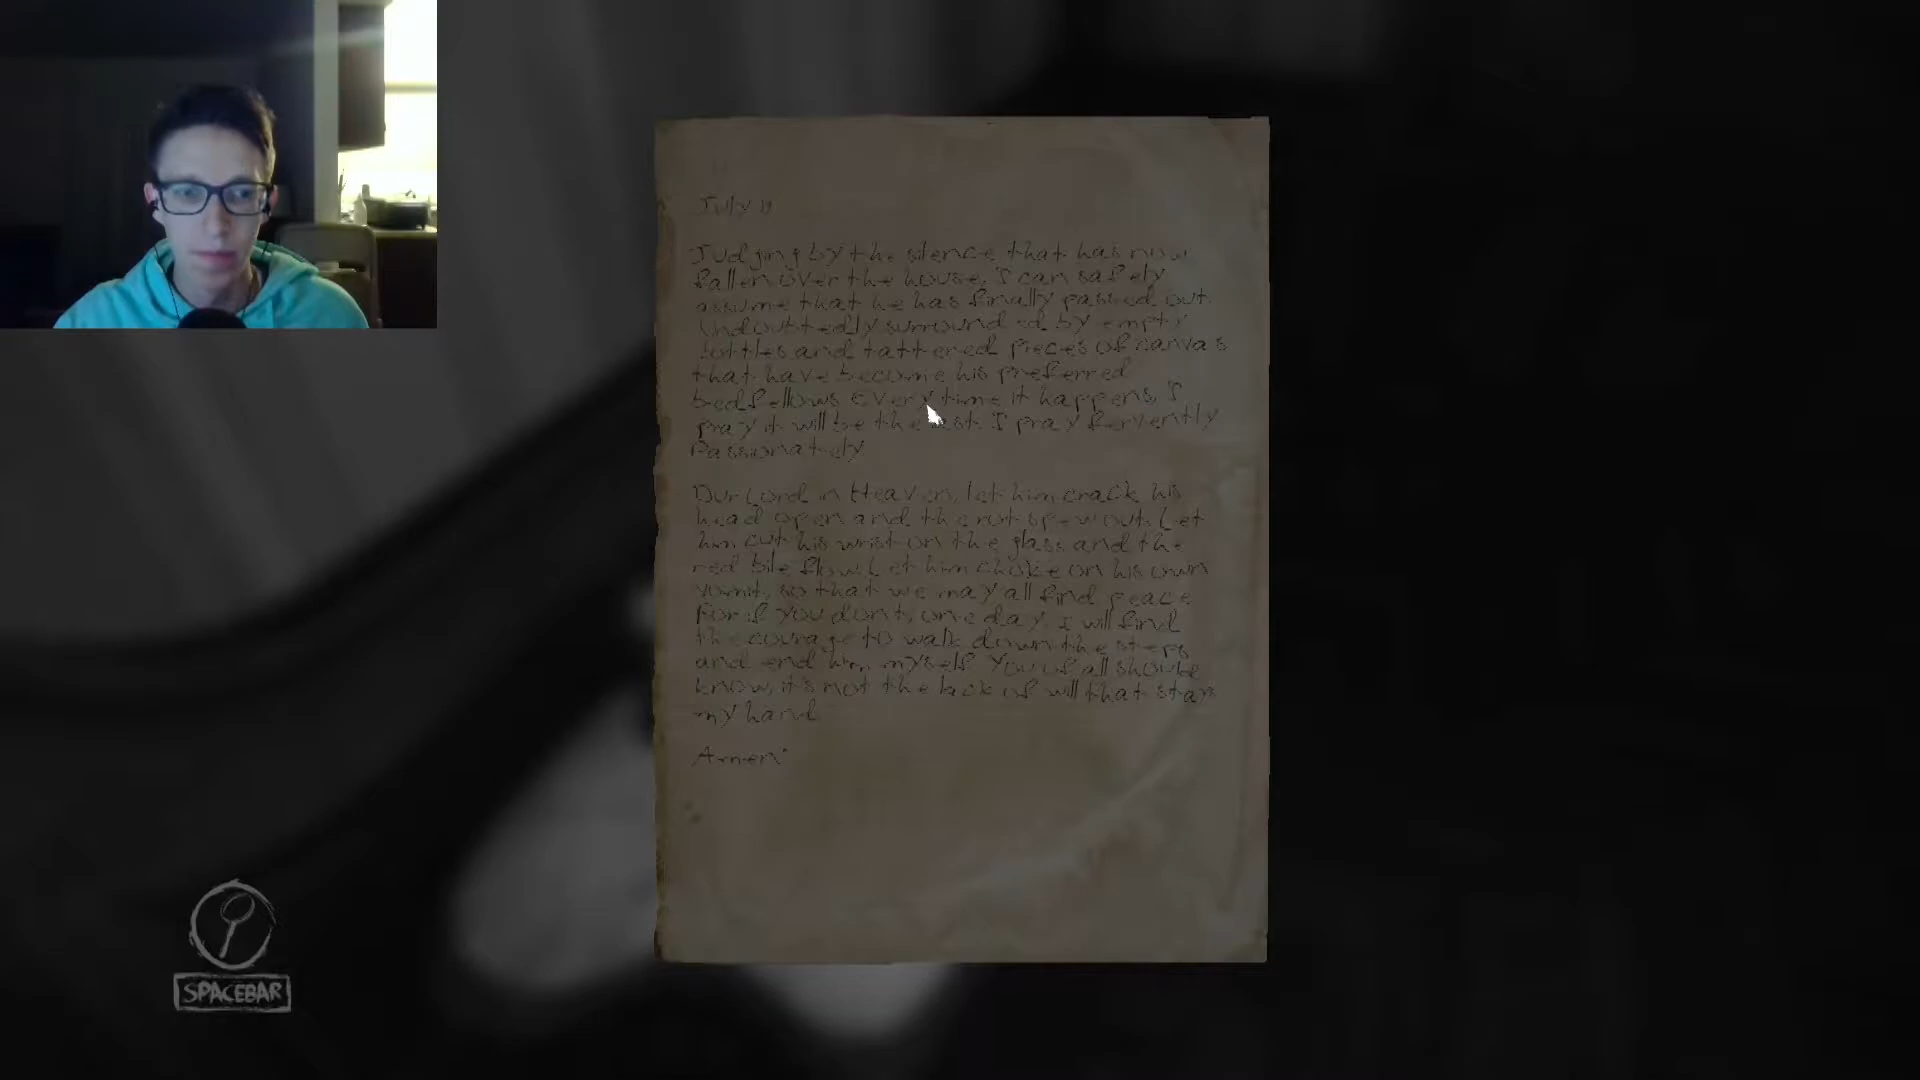 July 11
Judging by the silence that has now
fallen over the house, I can safely
assume that he has finally passed out.
Undoubtedly surrounded by empty
bottles and tattered pieces of canvas
that have become his preferred
bedfellows Every time it happens, I
pray it will be the last. I pray fervently
Passionately
Our Lord in Heaven, let him crack his
head open and the rot spew out. Let
him cut his wrist on the glass and the
red bile flow. Let him choke on his own
vomit, so that we may all find peace
For if you don't, one day, I will find
the courage to walk down the steps
and end him myself You of all should
know, it's not the lack of will that stays
my hand
Amen
SPACEBAR